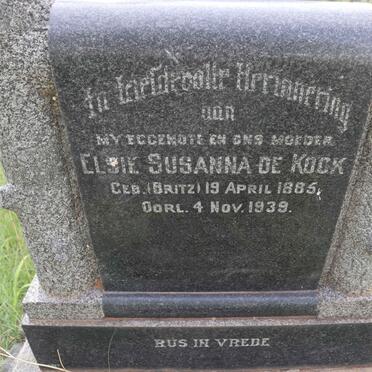 In Liefdevolle Herinnering
aan
MY EGGENOTE EN ONS MOEDER
ELSIE SUSANNA DE KOCK
GEB. (BRITZ) 19 APRIL 1885,
OORL. 4 NOV. 1939.
RUS IN VREDE